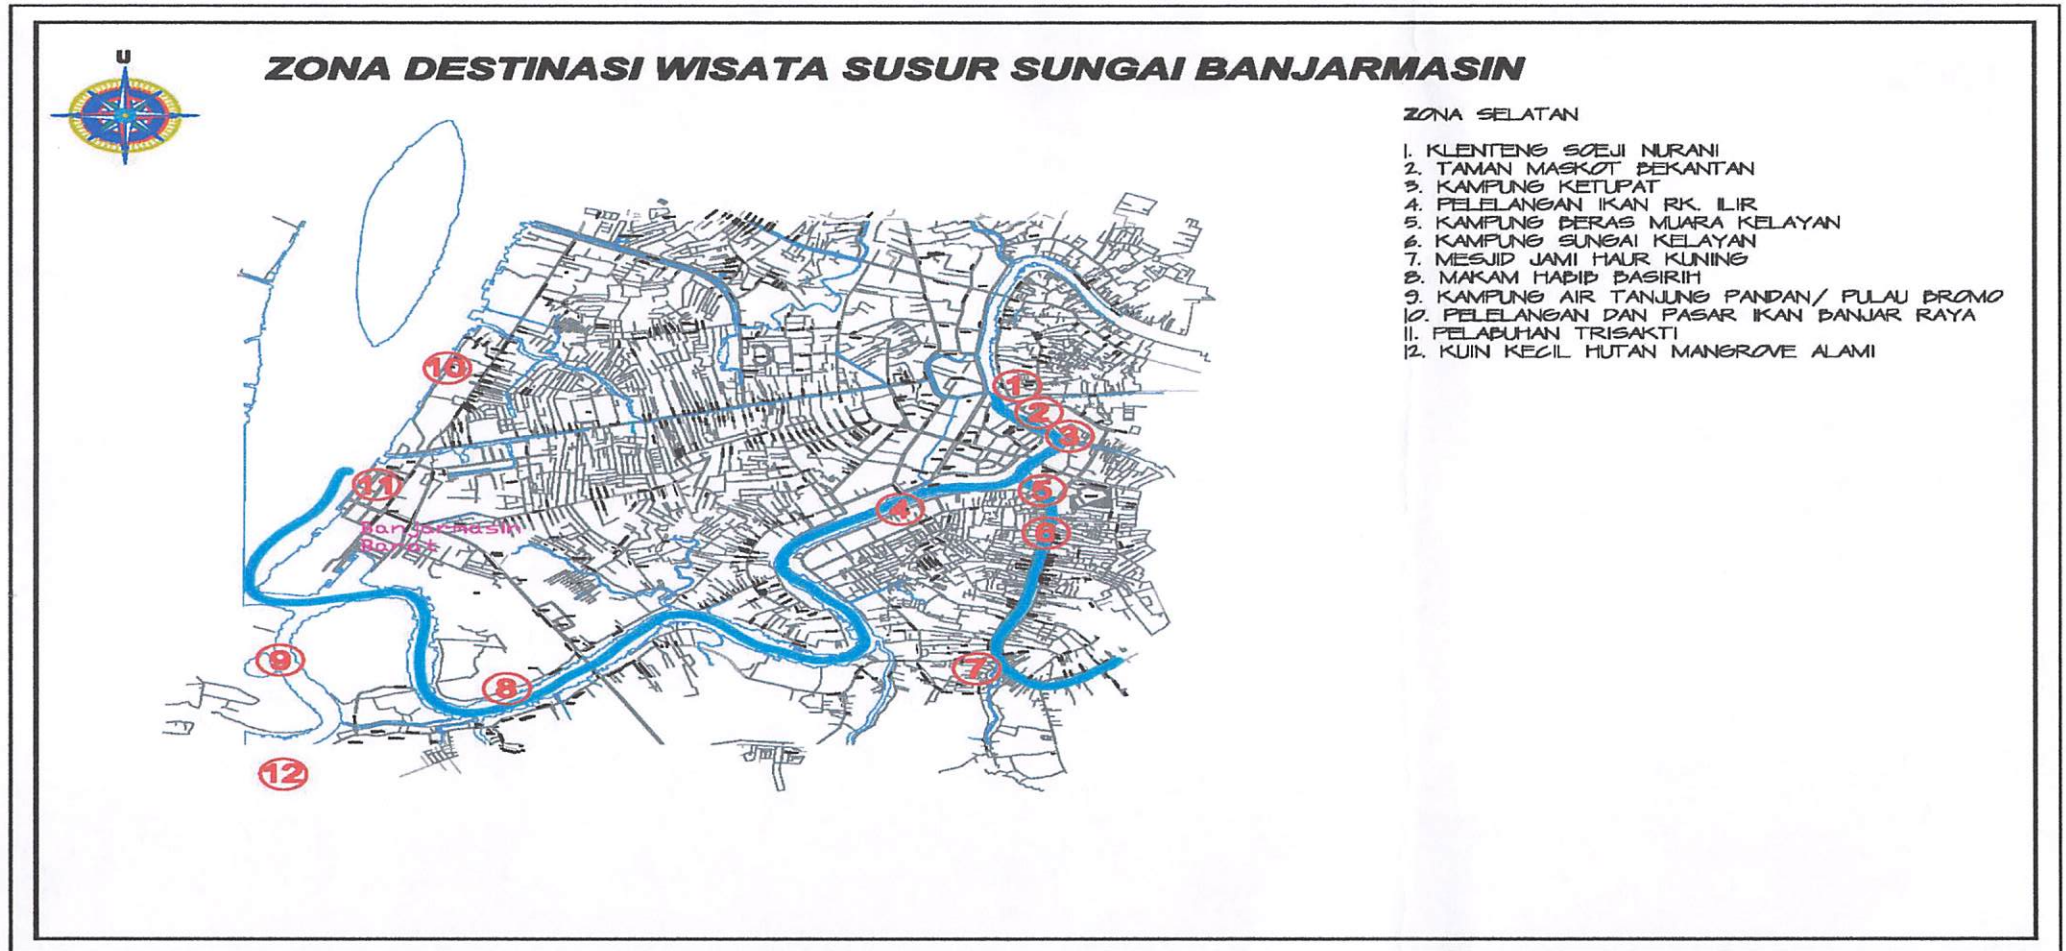 U
ZONA DESTINASI WISATA SUSUR SUNGAI BANJARMASIN
ZONA SELATAN
1. KLENTENG SOEJI NURANI
2. TAMAN MASKOT BEKANTAN
3. KAMPUNG KETUPAT
4. PELELANGAN IKAN RK. ILIR
5. KAMPUNG BERAS MUARA KELAYAN
6. KAMPUNG SUNGAI KELAYAN
7. MESJID JAMI HAUR KUNING
8. MAKAM HABIB BASIRIH
9. KAMPUNG AIR TANJUNG PANDAN/ PULAU BROMO
10. PELELANGAN DAN PASAR IKAN BANJAR RAYA
11. PELABUHAN TRISAKTI
12. KUIN KECIL HUTAN MANGROVE ALAMI
10
1
2
3
11
5
4
Banjarmasin
Barat
6
9
7
8
12